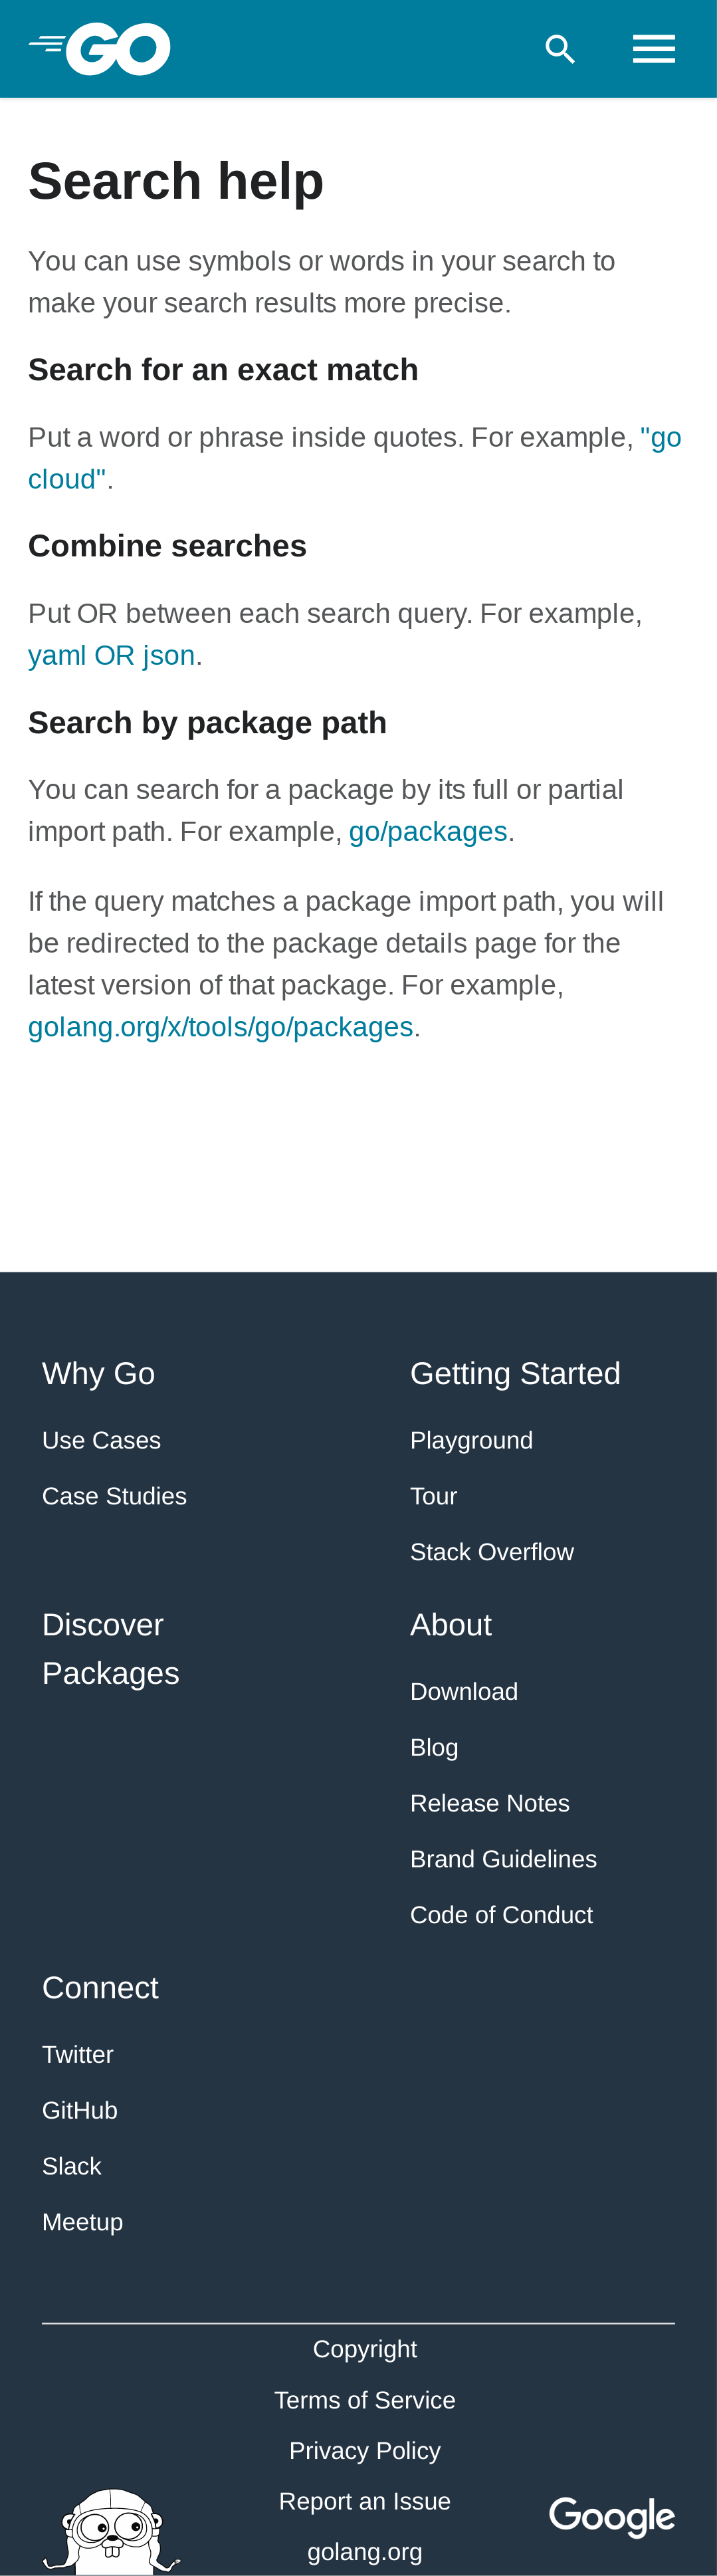 GO
Search help
You can use symbols or words in your search to
make your search results more precise.
Search for an exact match
Put a word or phrase inside quotes. For example, "go
cloud".
Combine searches
Put OR between each search query. For example,
yaml OR json.
Search by package path
You can search for a package by its full or partial
import path. For example, go/packages.
If the query matches a package import path, you will
be redirected to the package details page for the
latest version of that package. For example,
golang.org/x/tools/go/packages.
Why Go
Use Cases
Case Studies
Getting Started
Playground
Tour
Stack Overflow
Discover
Packages
About
Download
Blog
Release Notes
Brand Guidelines
Code of Conduct
Connect
Twitter
GitHub
Slack
Meetup
Copyright
Terms of Service
Privacy Policy
Report an Issue
golang.org
Google